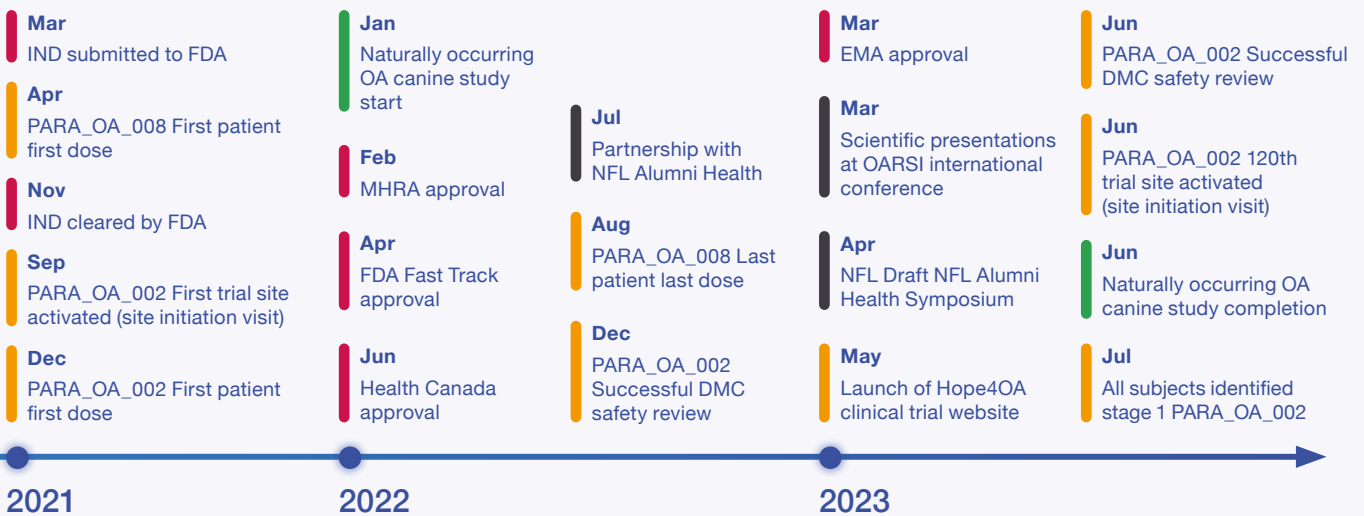 Mar
IND submitted to FDA
Apr
PARA_OA_008 First patient
first dose
Nov
IND cleared by FDA
Sep
PARA_OA_002 First trial site
activated (site initiation visit)
Dec
PARA_OA_002 First patient
first dose
Jan
Naturally occurring
OA canine study
start
Feb
MHRA approval
Apr
FDA Fast Track
approval
Jun
Health Canada
approval
Jul
Partnership with
NFL Alumni Health
Aug
PARA_OA_008 Last
patient last dose
Dec
PARA_OA_002
Successful DMC
safety review
Mar
EMA approval
Mar
Scientific presentations
at OARSI international
conference
Apr
NFL Draft NFL Alumni
Health Symposium
May
Launch of Hope4OA
clinical trial website
Jun
PARA_OA_002 Successful
DMC safety review
Jun
PARA_OA_002 120th
trial site activated
(site initiation visit)
Jun
Naturally occurring OA
canine study completion
Jul
All subjects identified
stage 1 PARA_OA_002
2021
2022
2023